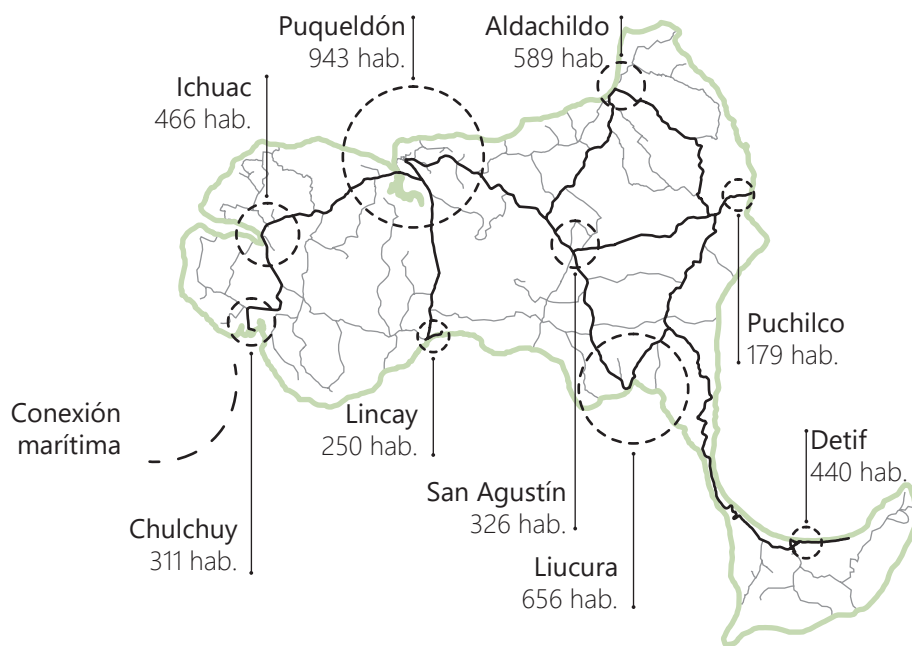 Puqueldón
943 hab.
Aldachildo
589 hab.
Ichuac
466 hab.
Puchilco
179 hab.
Conexión
marítima
Lincay
250 hab.
Detif
440 hab.
San Agustín
326 hab.
Chulchuy
311 hab.
Liucura
656 hab.